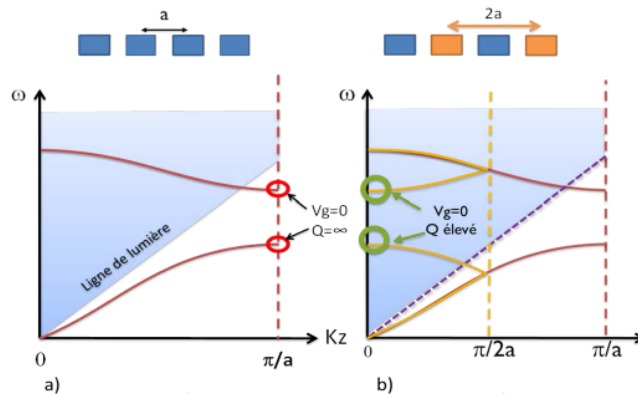 a
2a
ω
ω
Ligne de lumière
Vg=0
Q=∞
Vg=0
Q élevé
0
π/a
Kz
0
π/2a
π/a
a)
b)